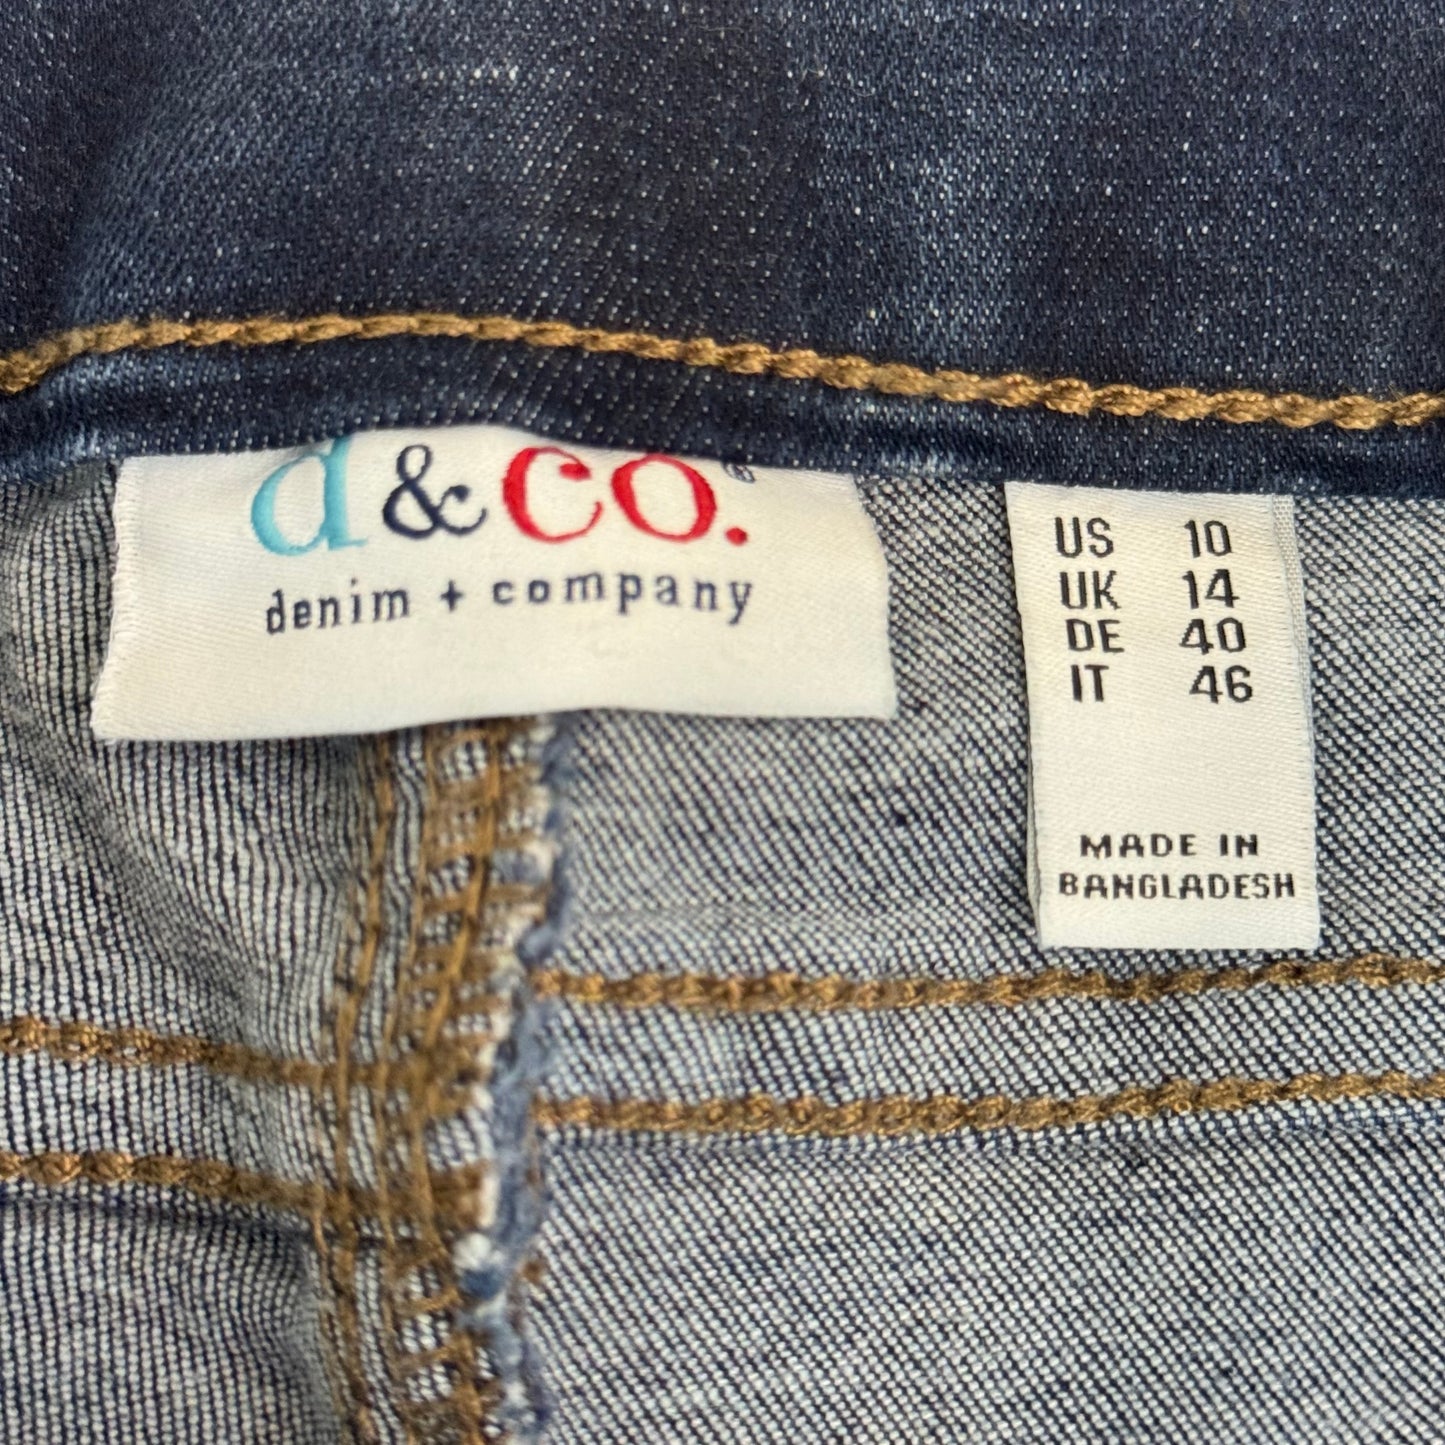 d&co.®
denim + company
US 10
UK 14
DE 40
IT 46
MADE IN
BANGLADESH